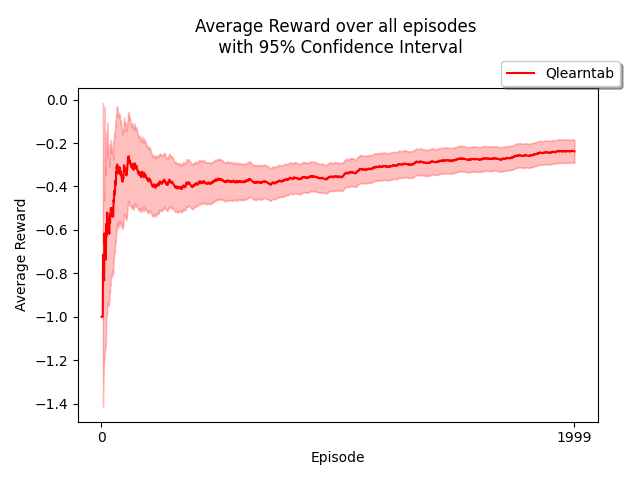 Average Reward over all episodes
with 95% Confidence Interval
Qlearntab
0.0
−0.2
−0.4
−0.6
−0.8
−1.0
−1.2
−1.4
Average Reward
0
1999
Episode